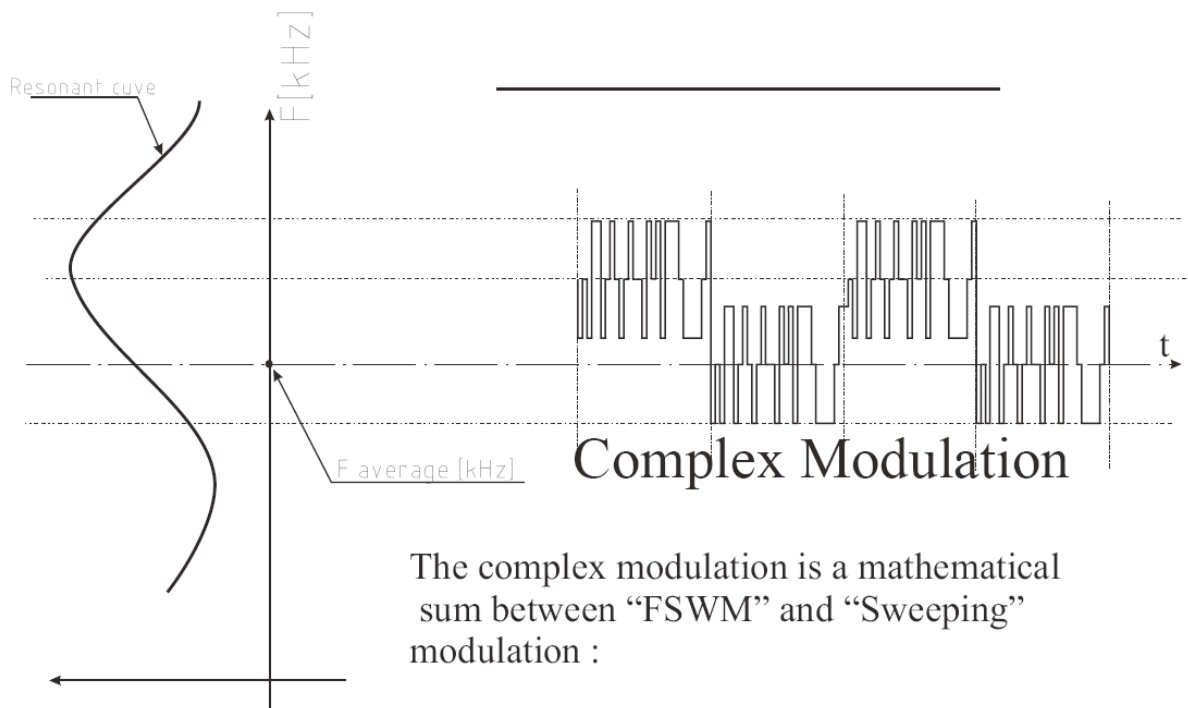 F[kHz]
Resonant cuve
t
F average [kHz]
Complex Modulation
The complex modulation is a mathematical
sum between “FSWM” and “Sweeping”
modulation :